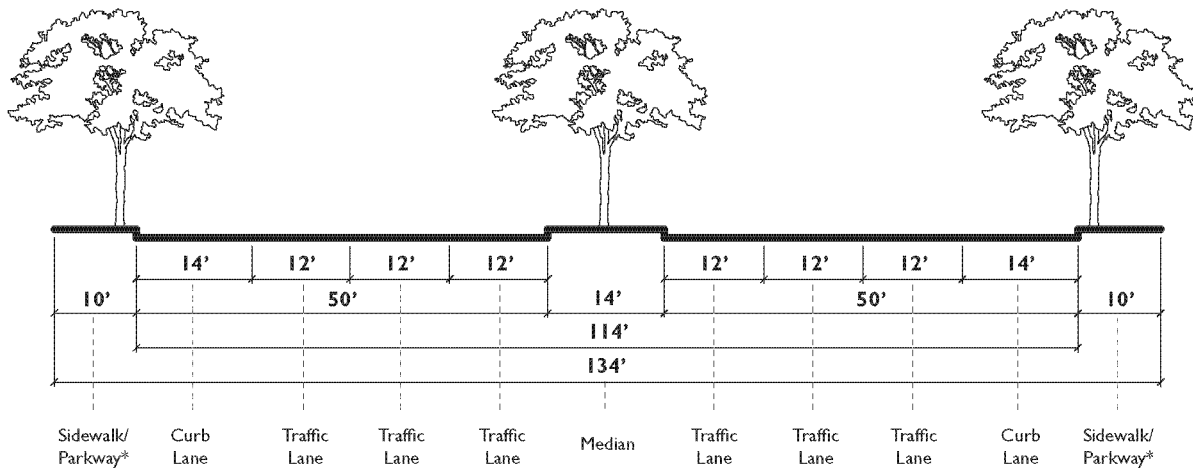 14' 12' 12' 12' 12' 12' 12' 14'
10' 50' 14' 50' 10'
114'
134'
Sidewalk/ Curb Traffic Traffic Traffic Median Traffic Traffic Traffic Curb Sidewalk/
Parkway* Lane Lane Lane Lane Lane Lane Lane Lane Parkway*